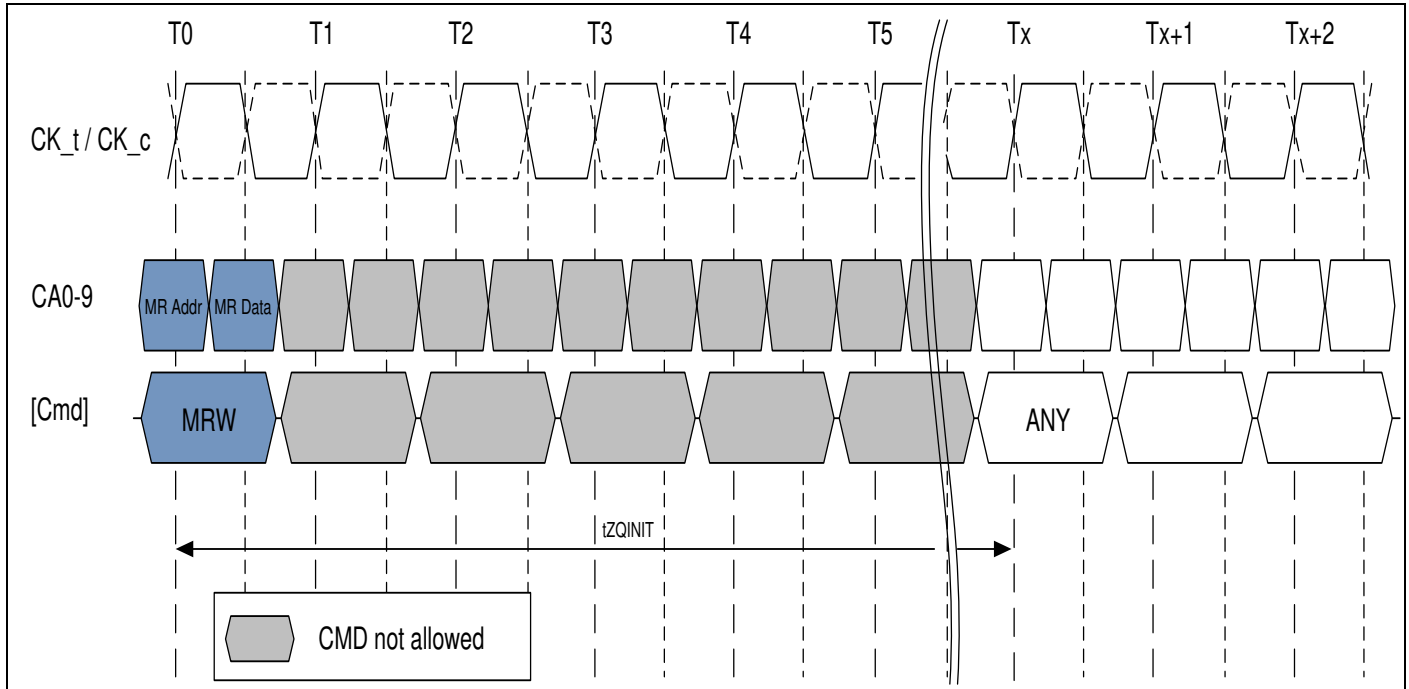 T0 T1 T2 T3 T4 T5 Tx Tx+1 Tx+2
CK_t / CK_c
CA0-9 MR Addr MR Data
[Cmd] MRW ANY
tZQINIT
CMD not allowed